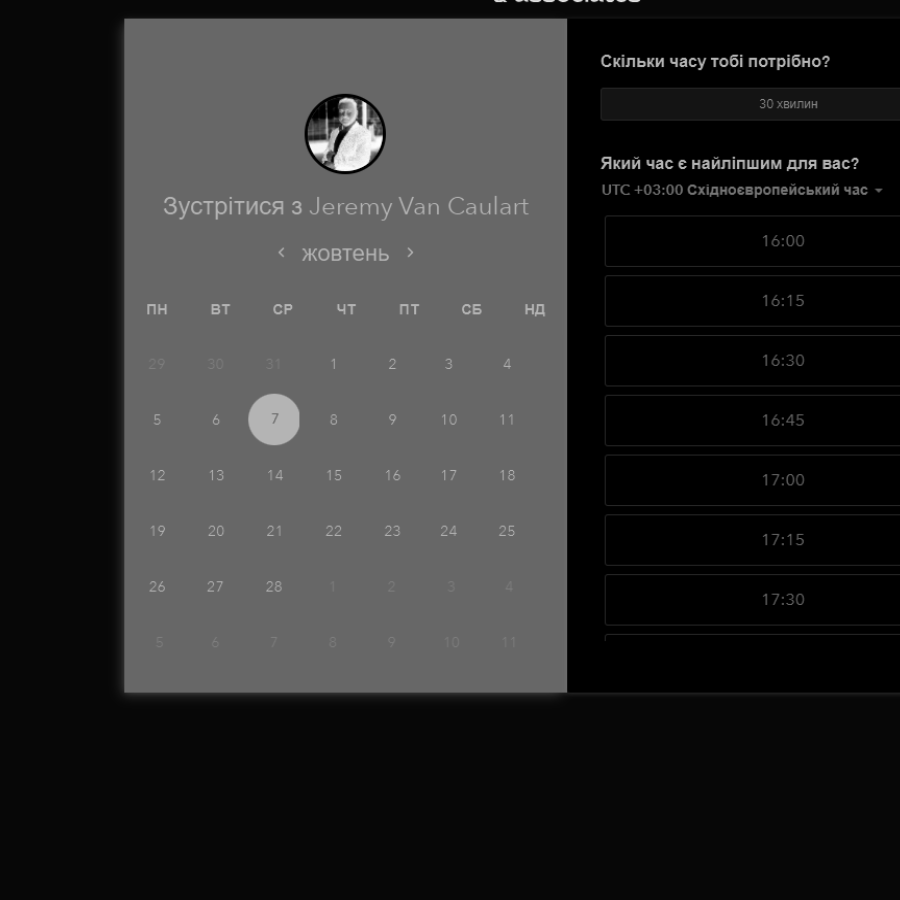 & associates
Зустрітися з Jeremy Van Caulart
жовтень
ПН ВТ СР ЧТ ПТ СБ НД
29 30 31 1 2 3 4
5 6 7 8 9 10 11
12 13 14 15 16 17 18
19 20 21 22 23 24 25
26 27 28 1 2 3 4
5 6 7 8 9 10 11
Скільки часу тобі потрібно?
30 хвилин
Який час є найліпшим для вас?
UTC +03:00 Східноєвропейський час
16:00
16:15
16:30
16:45
17:00
17:15
17:30